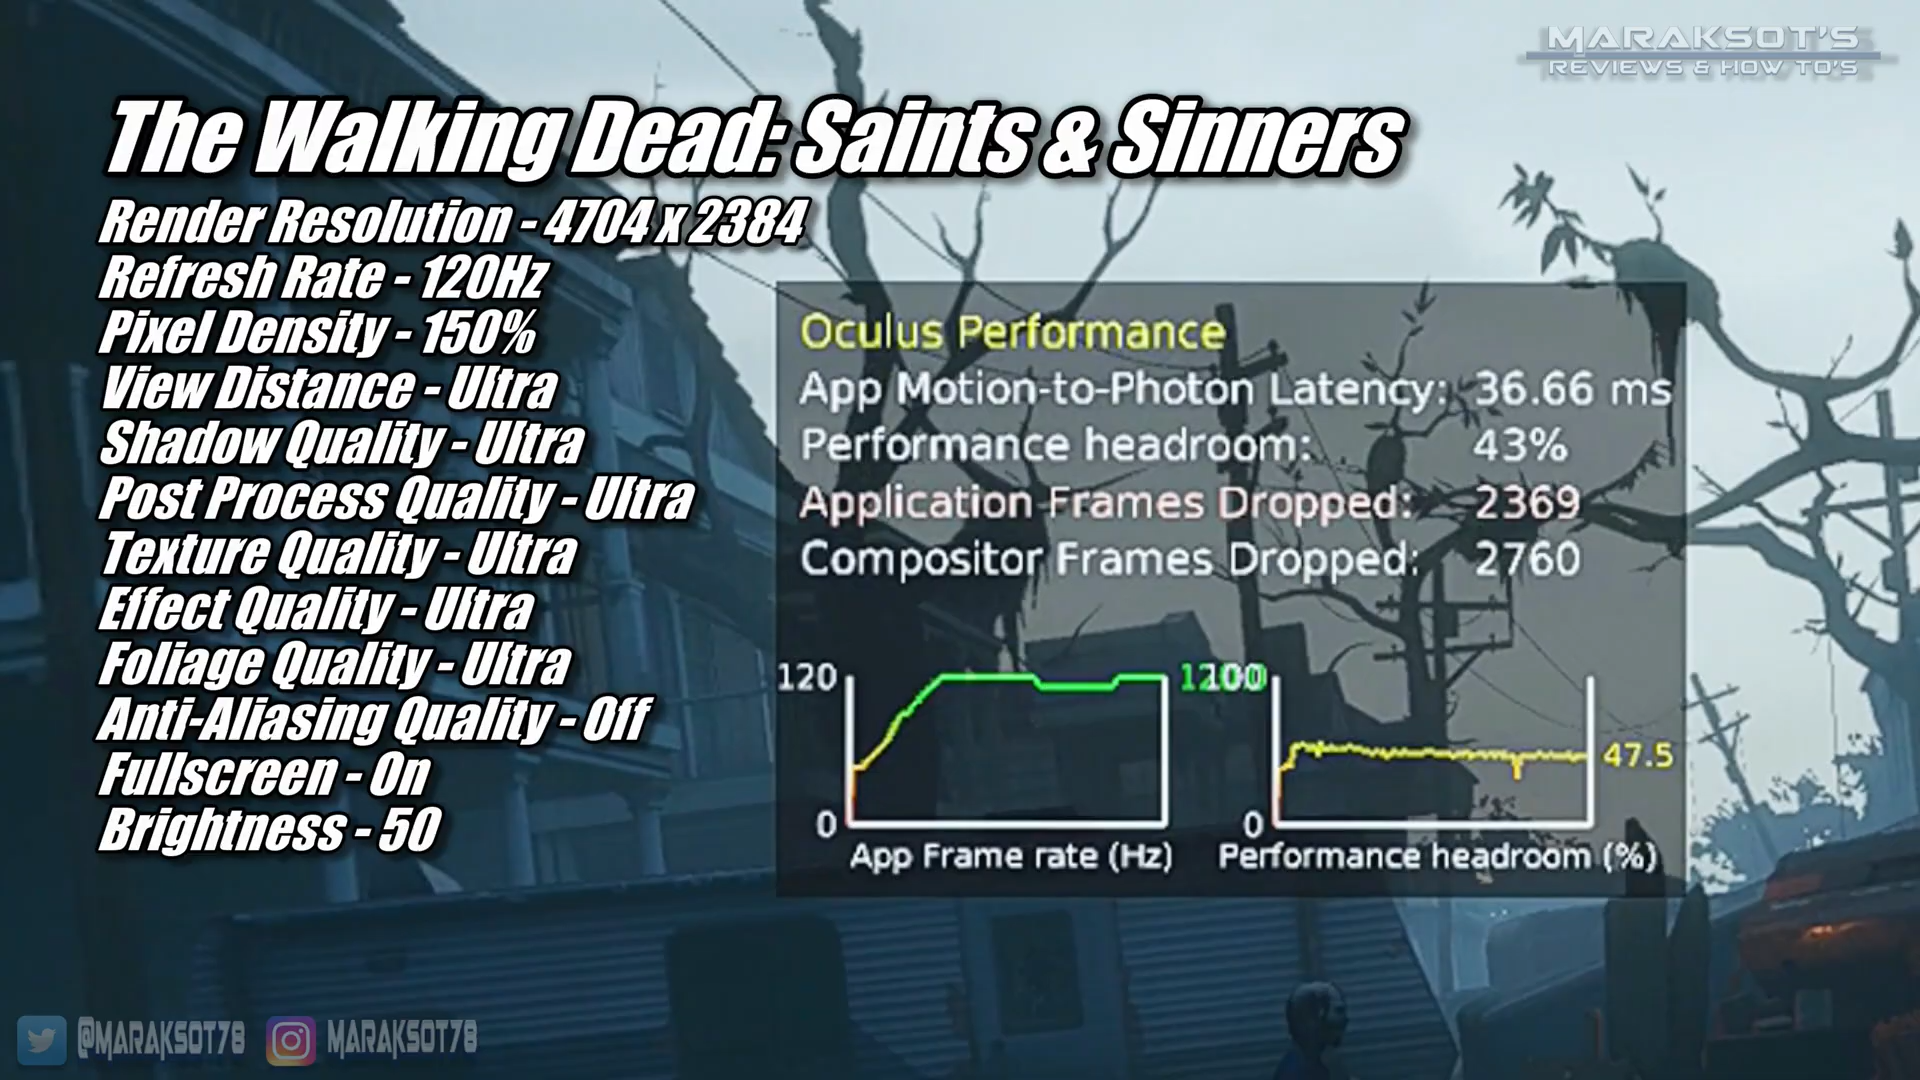 MARAKSOT'S
REVIEWS & HOW TO'S
The Walking Dead: Saints & Sinners
Render Resolution - 4704 x 2384
Refresh Rate - 120Hz
Pixel Density - 150%
View Distance - Ultra
Shadow Quality - Ultra
Post Process Quality - Ultra
Texture Quality - Ultra
Effect Quality - Ultra
Foliage Quality - Ultra
Anti-Aliasing Quality - Off
Fullscreen - On
Brightness - 50
Oculus Performance
App Motion-to-Photon Latency: 36.66 ms
Performance headroom: 43%
Application Frames Dropped: 2369
Compositor Frames Dropped: 2760
120
0
App Frame rate (Hz)
100
47.5
0
Performance headroom (%)
@MARAKSOT78 MARAKSOT78